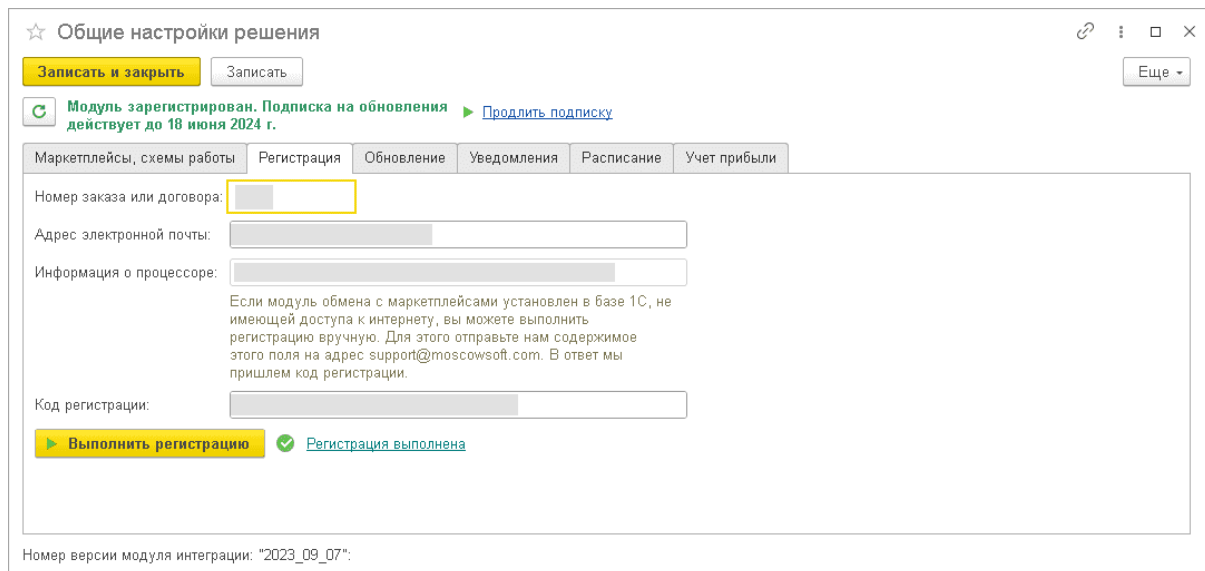 Общие настройки решения
Записать и закрыть
Записать
Еще
Модуль зарегистрирован. Подписка на обновления
действует до 18 июня 2024 г.
Продлить подписку
Маркетплейсы, схемы работы
Регистрация
Обновление
Уведомления
Расписание
Учет прибыли
Номер заказа или договора:
Адрес электронной почты:
Информация о процессоре:
Если модуль обмена с маркетплейсами установлен в базе 1С, не
имеющей доступа к интернету, вы можете выполнить
регистрацию вручную. Для этого отправьте нам содержимое
этого поля на адрес support@moscowsoft.com. В ответ мы
пришлем код регистрации.
Код регистрации:
Выполнить регистрацию
Регистрация выполнена
Номер версии модуля интеграции: "2023_09_07":